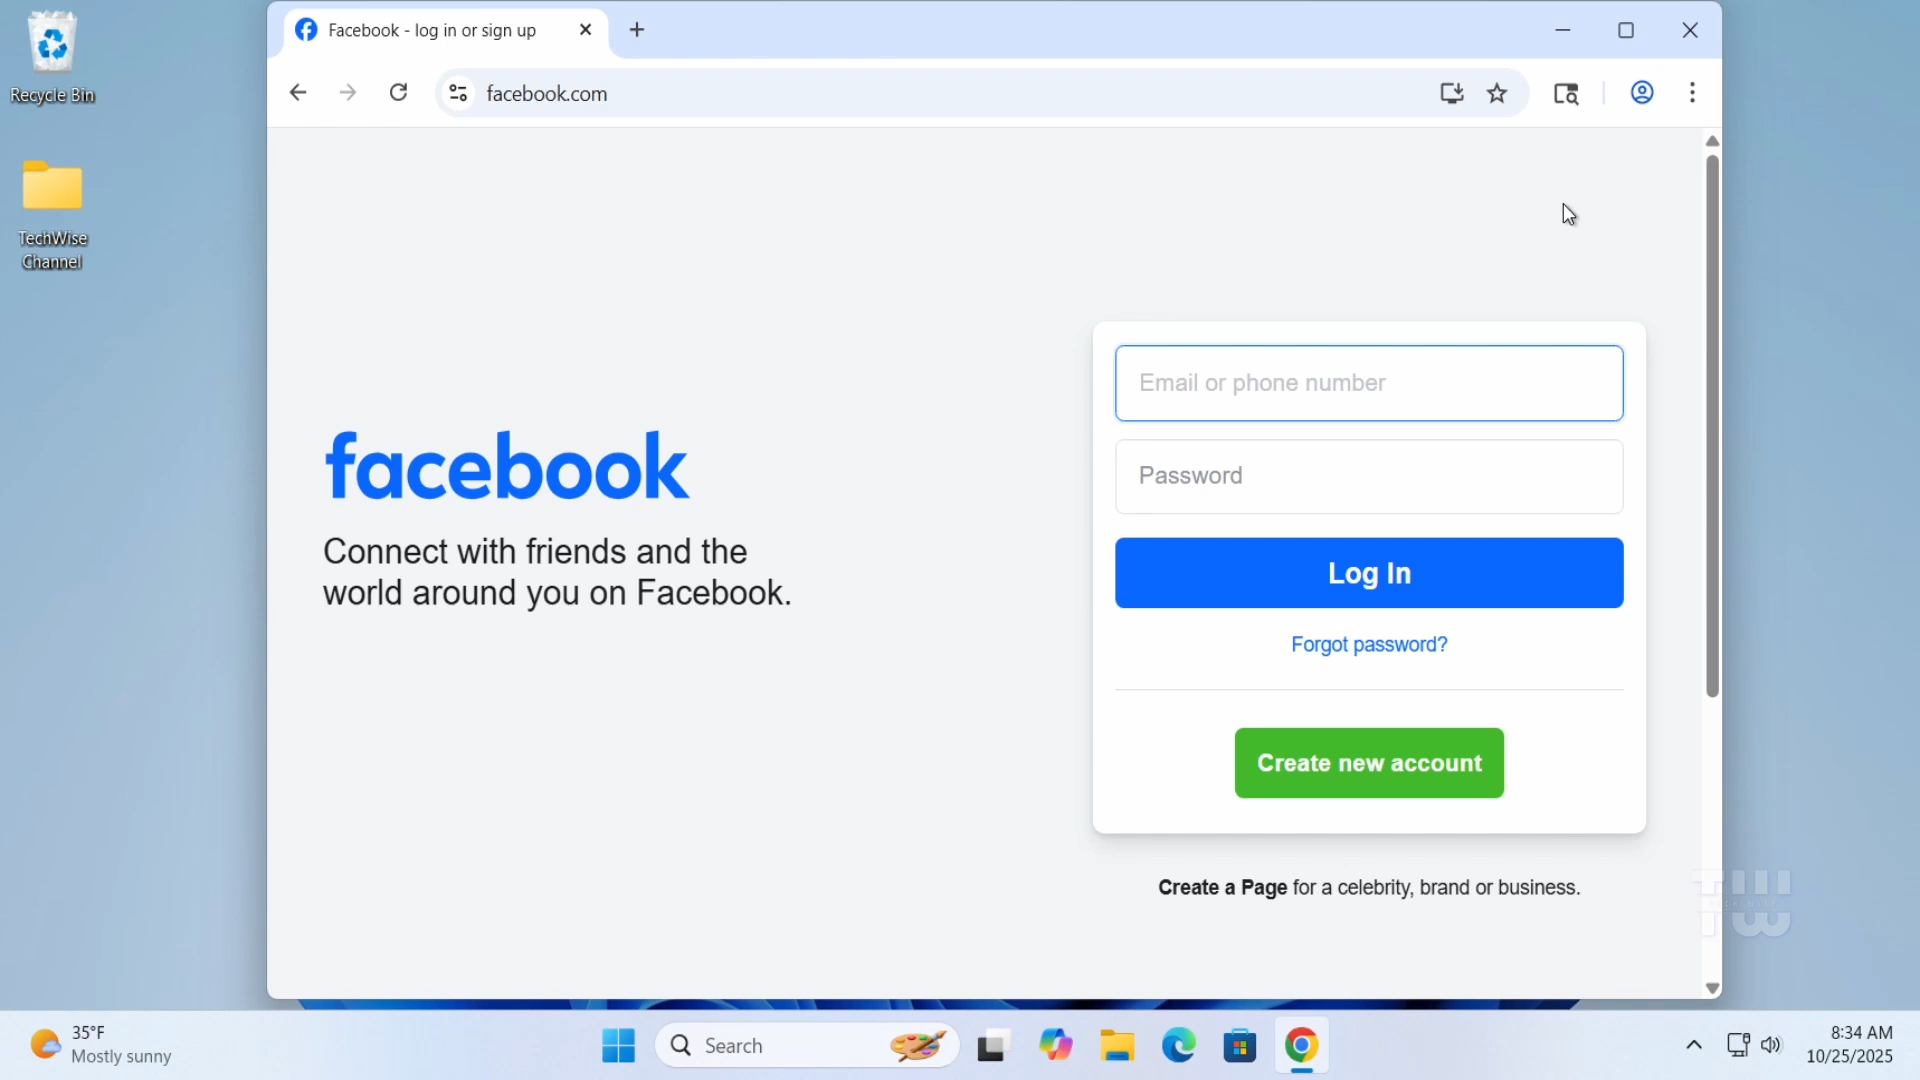 Recycle Bin
TechWise
Channel
Facebook - log in or sign up
facebook.com
facebook
Connect with friends and the
world around you on Facebook.
Email or phone number
Password
Log In
Forgot password?
Create new account
Create a Page for a celebrity, brand or business.
TW
35°F
Mostly sunny
Search
8:34 AM
10/25/2025